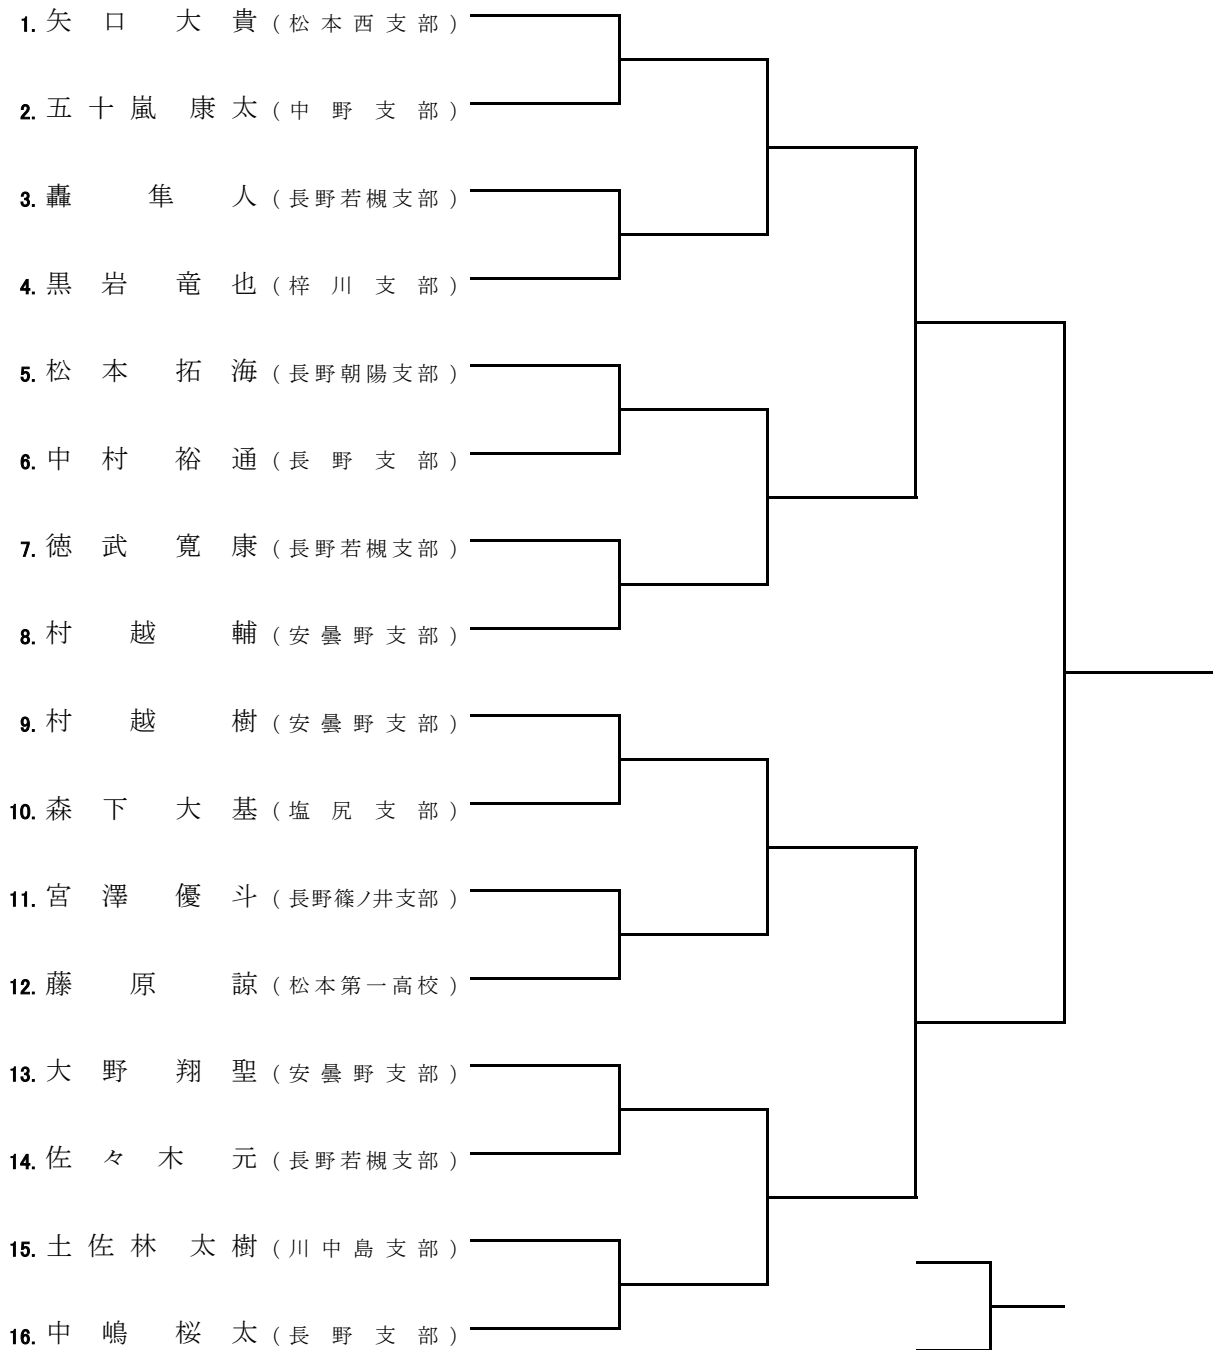 1. 矢口 大貴 (松本西支部)
2. 五十嵐 康太 (中野支部)
3. 轟 隼人 (長野若槻支部)
4. 黒岩 竜也 (梓川支部)
5. 松本 拓海 (長野朝陽支部)
6. 中村 裕通 (長野支部)
7. 徳武 寛康 (長野若槻支部)
8. 村越 輔 (安曇野支部)
9. 村越 樹 (安曇野支部)
10. 森下 大基 (塩尻支部)
11. 宮澤 優斗 (長野篠ノ井支部)
12. 藤原 諒 (松本第一高校)
13. 大野 翔聖 (安曇野支部)
14. 佐々木 元 (長野若槻支部)
15. 土佐林 太樹 (川中島支部)
16. 中嶋 桜太 (長野支部)